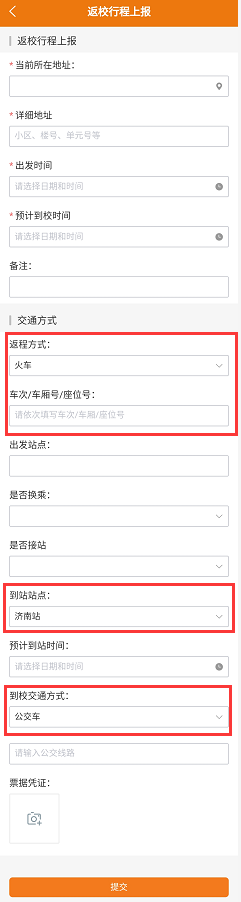 返校行程上报
返校行程上报
*当前所在地址:
*详细地址
小区、楼号、单元号等
*出发时间
请选择日期和时间
*预计到校时间
请选择日期和时间
备注:
交通方式
返程方式:
火车
车次/车厢号/座位号:
请依次填写车次/车厢/座位号
出发站点:
是否换乘:
是否接站
到站站点:
济南站
预计到站时间:
请选择日期和时间
到校交通方式:
公交车
请输入公交线路
票据凭证:
提交